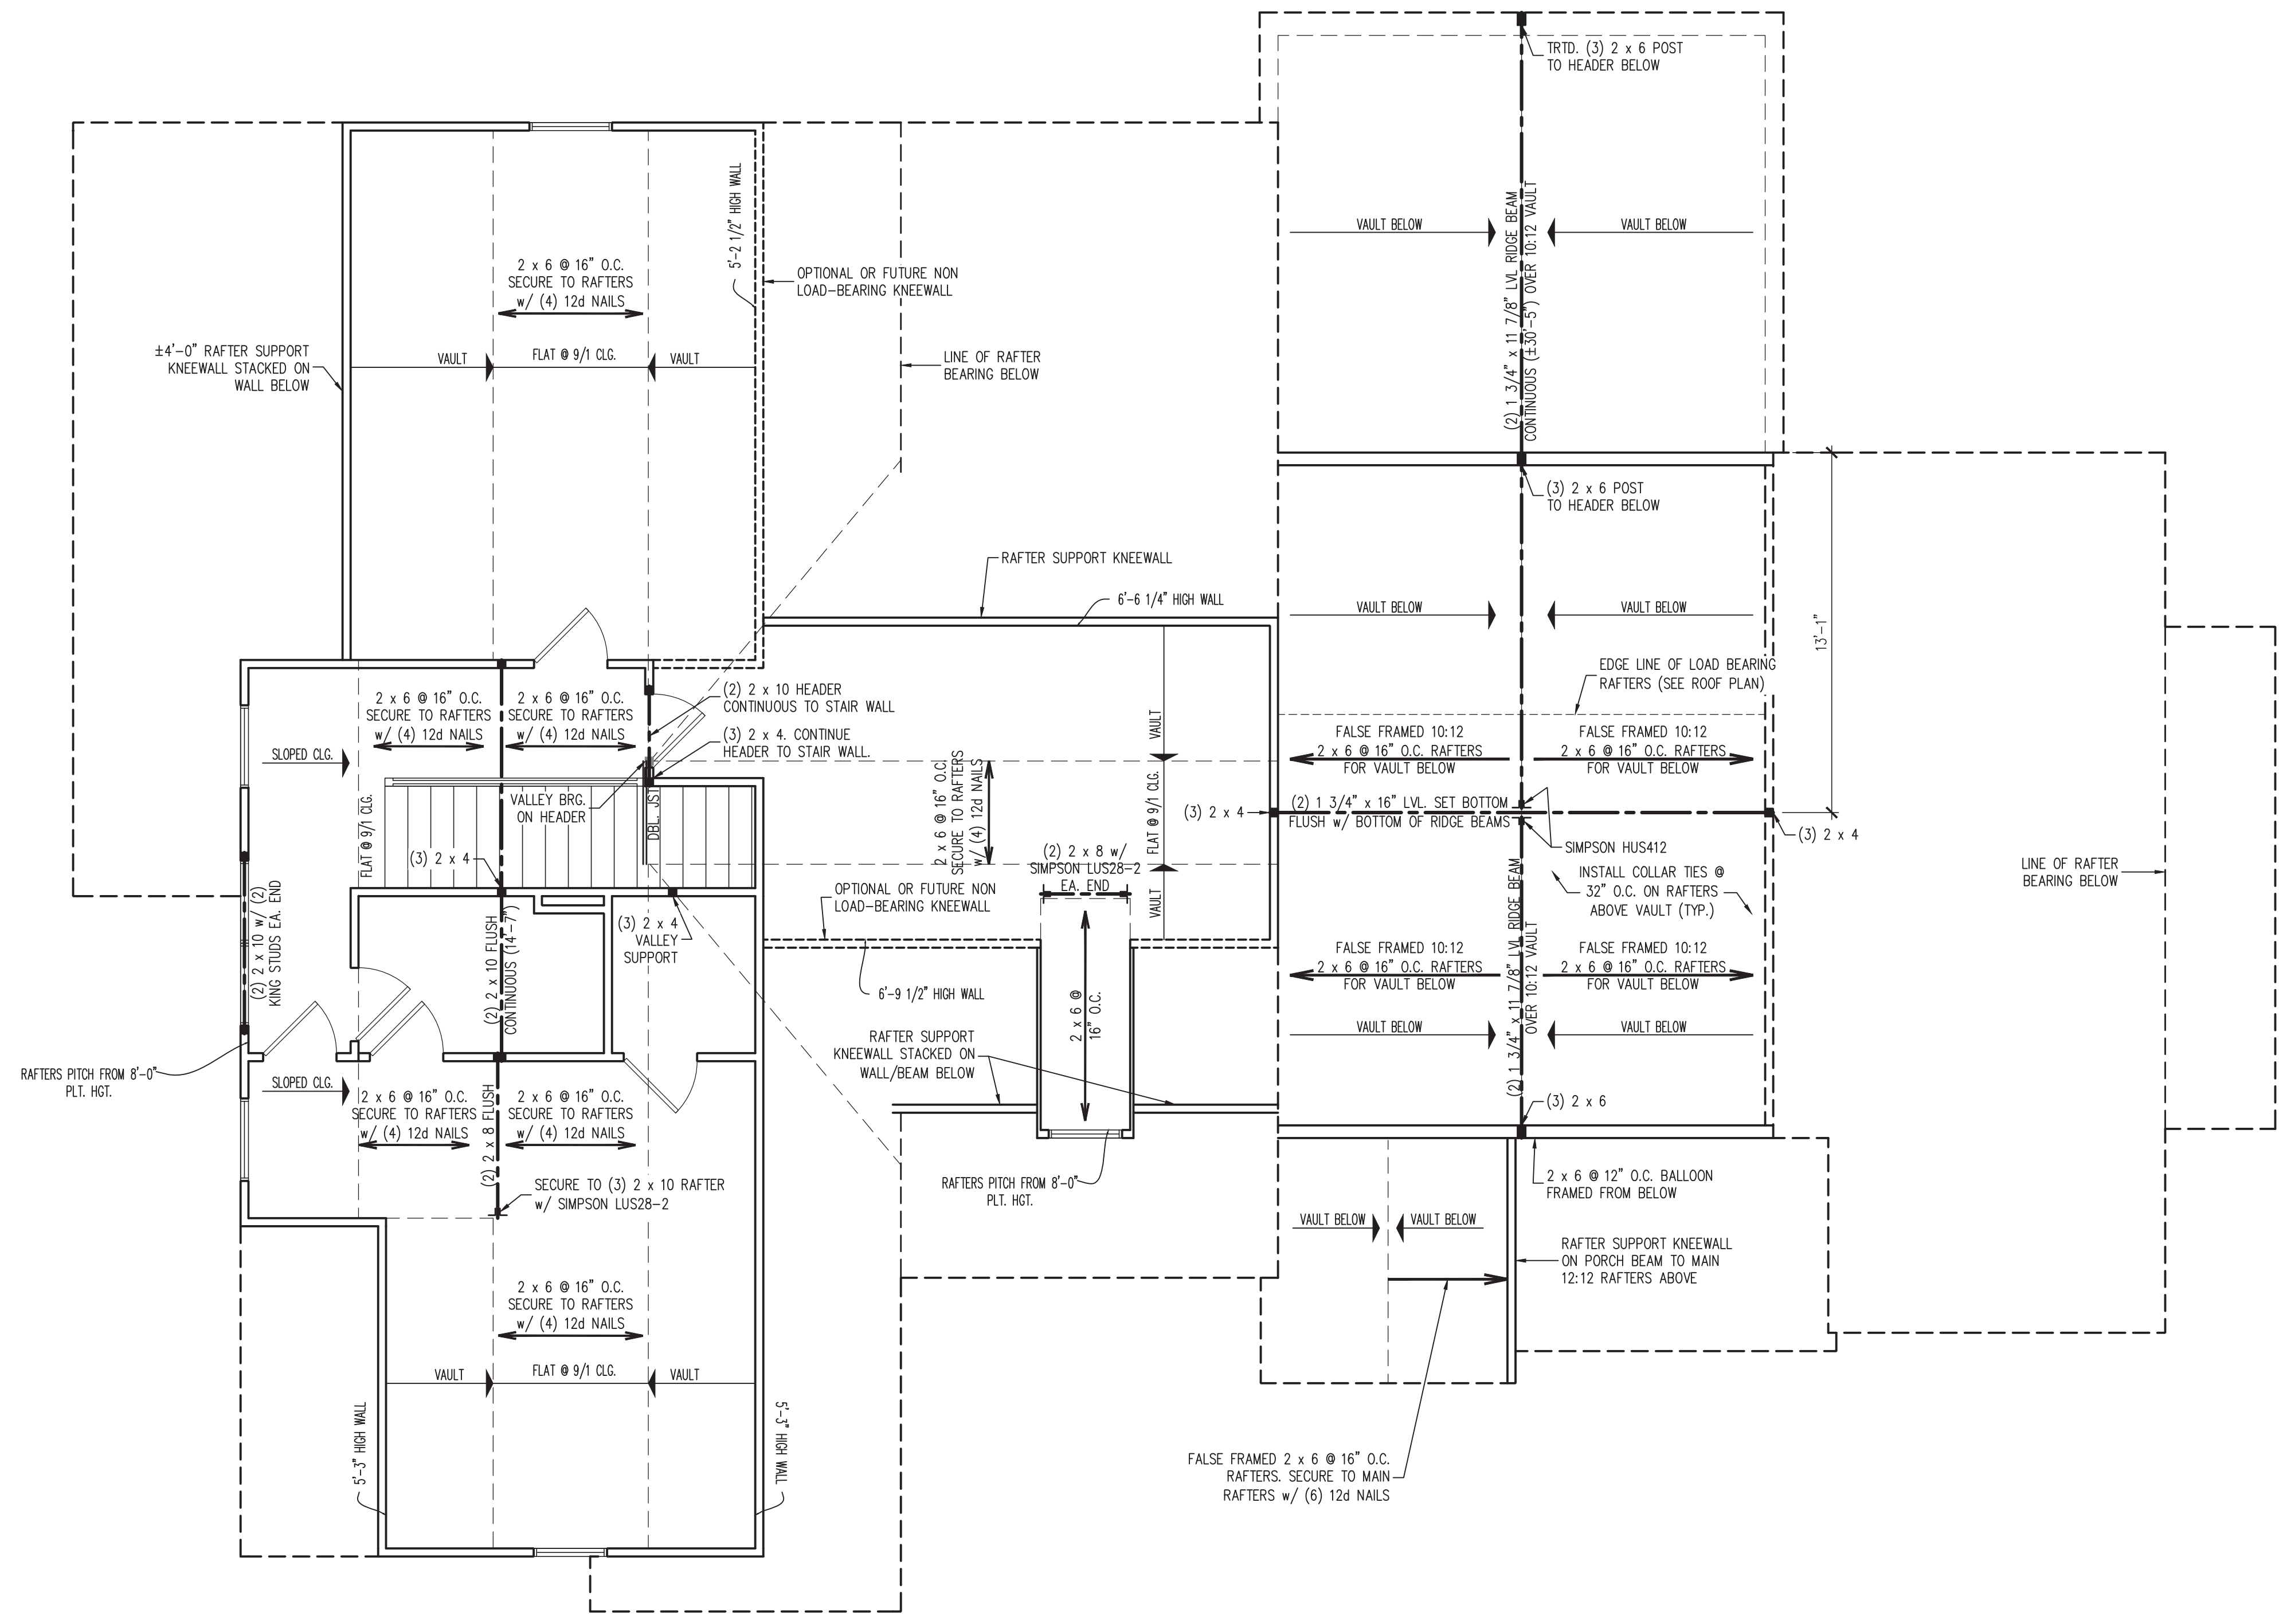 TRTD. (3) 2 x 6 POST
TO HEADER BELOW
5'-2 1/2" HIGH WALL
(2) 1 3/4" x 11 7/8" LVL RIDGE BEAM
CONTINUOUS (±30'-5") OVER 10:12 VAULT
VAULT BELOW
VAULT BELOW
2 x 6 @ 16" O.C.
SECURE TO RAFTERS
w/ (4) 12d NAILS
OPTIONAL OR FUTURE NON
LOAD-BEARING KNEEWALL
±4'-0" RAFTER SUPPORT
KNEEWALL STACKED ON
WALL BELOW
VAULT
FLAT @ 9/1 CLG.
VAULT
LINE OF RAFTER
BEARING BELOW
(3) 2 x 6 POST
TO HEADER BELOW
RAFTER SUPPORT KNEEWALL
6'-6 1/4" HIGH WALL
VAULT BELOW
VAULT BELOW
13'-1"
EDGE LINE OF LOAD BEARING
RAFTERS (SEE ROOF PLAN)
2 x 6 @ 16" O.C.
SECURE TO RAFTERS
w/ (4) 12d NAILS
2 x 6 @ 16" O.C.
SECURE TO RAFTERS
w/ (4) 12d NAILS
(2) 2 x 10 HEADER
CONTINUOUS TO STAIR WALL
(3) 2 x 4. CONTINUE
HEADER TO STAIR WALL.
SLOPED CLG.
VAULT
FALSE FRAMED 10:12
2 x 6 @ 16" O.C. RAFTERS
FOR VAULT BELOW
FALSE FRAMED 10:12
2 x 6 @ 16" O.C. RAFTERS
FOR VAULT BELOW
FLAT @ 9/1 CLG.
VALLEY BRG.
ON HEADER
DBL. JST
2 x 6 @ 16" O.C.
SECURE TO RAFTERS
w/ (4) 12d NAILS
FLAT @ 9/1 CLG.
(3) 2 x 4
(2) 1 3/4" x 16" LVL. SET BOTTOM
FLUSH w/ BOTTOM OF RIDGE BEAMS
(3) 2 x 4
SIMPSON HUS412
(3) 2 x 4
(2) 2 x 8 w/
SIMPSON LUS28-2
EA. END
INSTALL COLLAR TIES @
32" O.C. ON RAFTERS
ABOVE VAULT (TYP.)
LINE OF RAFTER
BEARING BELOW
OPTIONAL OR FUTURE NON
LOAD-BEARING KNEEWALL
VAULT
(2) 2 x 10 w/ (2)
KING STUDS EA. END
(2) 2 x 10 FLUSH
CONTINUOUS (14'-7")
(3) 2 x 4
VALLEY
SUPPORT
(2) 1 3/4" x 11 7/8" LVL RIDGE BEAM
OVER 10:12 VAULT
FALSE FRAMED 10:12
2 x 6 @ 16" O.C. RAFTERS
FOR VAULT BELOW
FALSE FRAMED 10:12
2 x 6 @ 16" O.C. RAFTERS
FOR VAULT BELOW
6'-9 1/2" HIGH WALL
2 x 6 @
16" O.C.
VAULT BELOW
VAULT BELOW
RAFTER SUPPORT
KNEEWALL STACKED ON
WALL/BEAM BELOW
RAFTERS PITCH FROM 8'-0"
PLT. HGT.
SLOPED CLG.
2 x 6 @ 16" O.C.
SECURE TO RAFTERS
w/ (4) 12d NAILS
(2) 2 x 8 FLUSH
2 x 6 @ 16" O.C.
SECURE TO RAFTERS
w/ (4) 12d NAILS
(3) 2 x 6
SECURE TO (3) 2 x 10 RAFTER
w/ SIMPSON LUS28-2
RAFTERS PITCH FROM 8'-0"
PLT. HGT.
2 x 6 @ 12" O.C. BALLOON
FRAMED FROM BELOW
VAULT BELOW
VAULT BELOW
RAFTER SUPPORT KNEEWALL
ON PORCH BEAM TO MAIN
12:12 RAFTERS ABOVE
2 x 6 @ 16" O.C.
SECURE TO RAFTERS
w/ (4) 12d NAILS
VAULT
FLAT @ 9/1 CLG.
VAULT
5'-3" HIGH WALL
5'-3" HIGH WALL
FALSE FRAMED 2 x 6 @ 16" O.C.
RAFTERS. SECURE TO MAIN
RAFTERS w/ (6) 12d NAILS